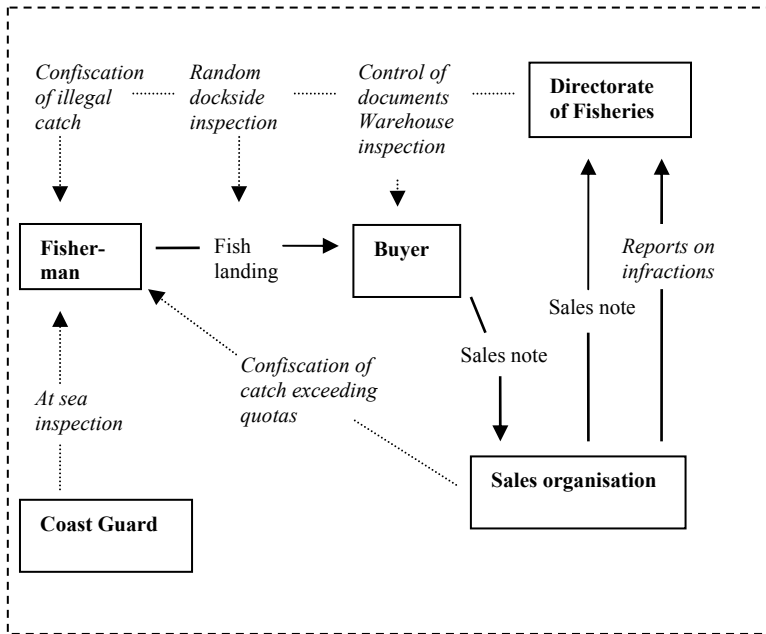 Confiscation
of illegal
catch
Random
dockside
inspection
Control of
documents
Warehouse
inspection
Directorate
of Fisheries
Fisher-
man
Fish
landing
Buyer
Reports on
infractions
Sales note
Sales note
Confiscation of
catch exceeding
quotas
At sea
inspection
Sales organisation
Coast Guard